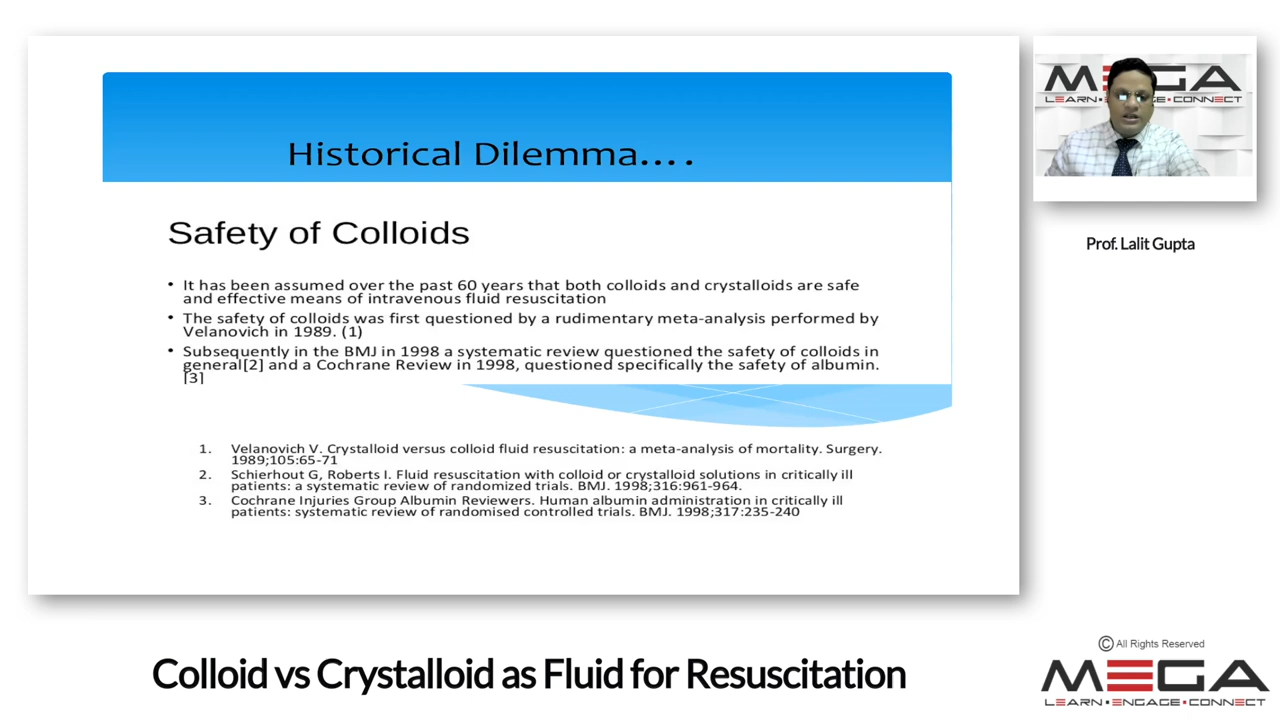 Historical Dilemma....
Safety of Colloids
• It has been assumed over the past 60 years that both colloids and crystalloids are safe
and effective means of intravenous fluid resuscitation
• The safety of colloids was first questioned by a rudimentary meta-analysis performed by
Velanovich in 1989. (1)
• Subsequently in the BMJ in 1998 a systematic review questioned the safety of colloids in
general[2] and a Cochrane Review in 1998, questioned specifically the safety of albumin.
[3]
1. Velanovich V. Crystalloid versus colloid fluid resuscitation: a meta-analysis of mortality. Surgery.
1989;105:65-71
2. Schierhout G, Roberts I. Fluid resuscitation with colloid or crystalloid solutions in critically ill
patients: a systematic review of randomized trials. BMJ. 1998;316:961-964.
3. Cochrane Injuries Group Albumin Reviewers. Human albumin administration in critically ill
patients: systematic review of randomised controlled trials. BMJ. 1998;317:235-240
MEGA
LEARN•ENGAGE•CONNECT
Prof. Lalit Gupta
Colloid vs Crystalloid as Fluid for Resuscitation
© All Rights Reserved
MEGA
LEARN•ENGAGE•CONNECT